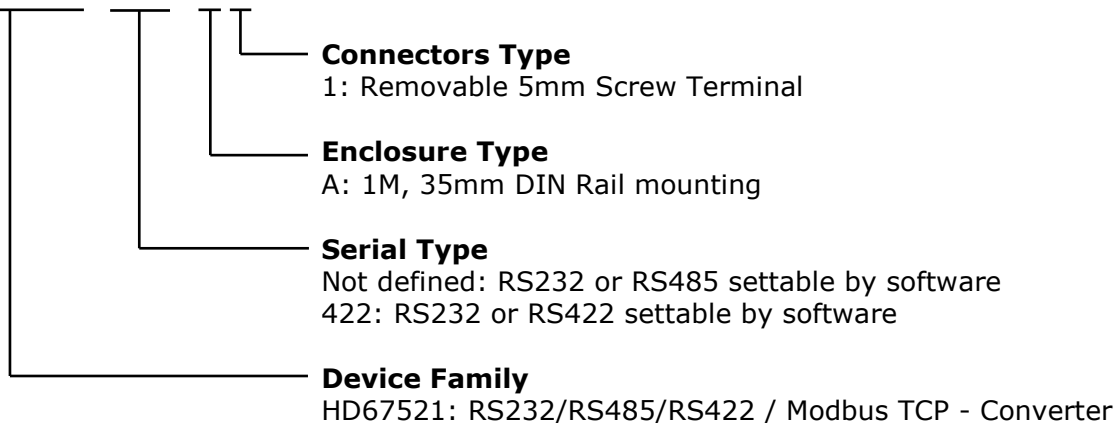 Connectors Type
1: Removable 5mm Screw Terminal
Enclosure Type
A: 1M, 35mm DIN Rail mounting
Serial Type
Not defined: RS232 or RS485 settable by software
422: RS232 or RS422 settable by software
Device Family
HD67521: RS232/RS485/RS422 / Modbus TCP - Converter